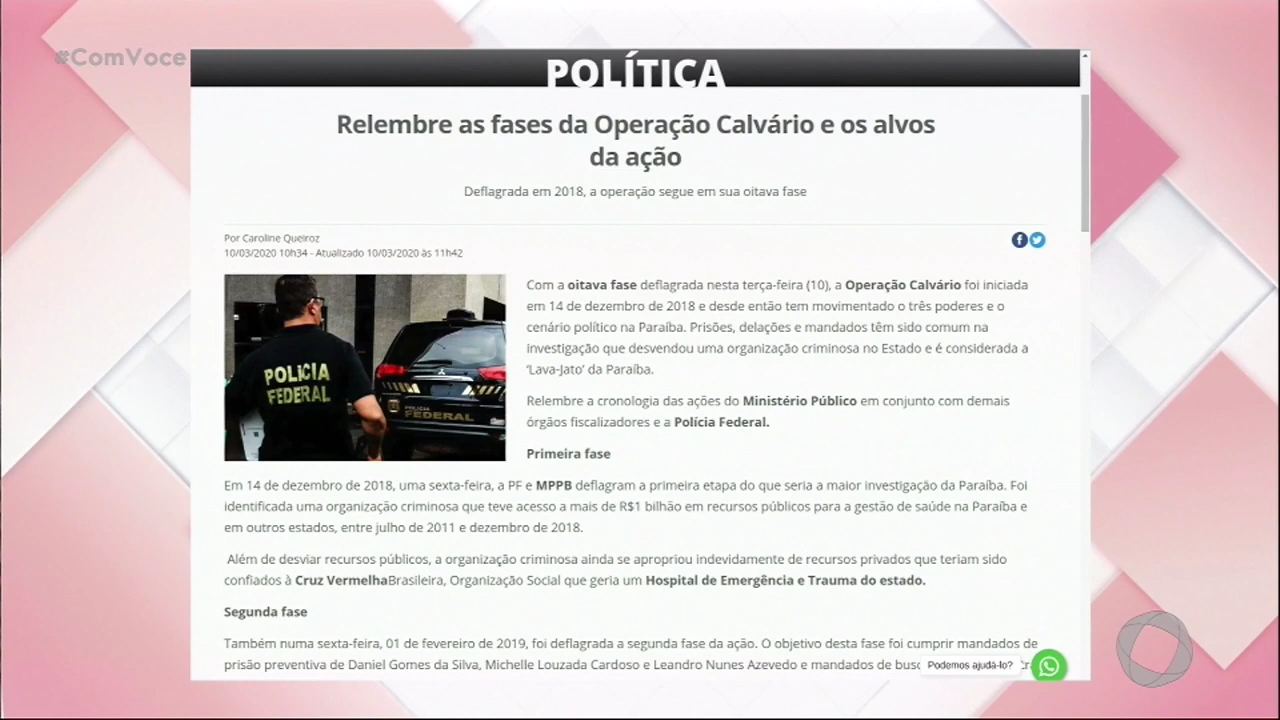 #ComVoce
POLÍTICA
Relembre as fases da Operação Calvário e os alvos
da ação
Deflagrada em 2018, a operação segue em sua oitava fase
Por Caroline Queiroz
10/03/2020 10h34 - Atualizado 10/03/2020 às 11h42
POLÍCIA
FEDERAL
POLÍCIA
FEDERAL
Com a oitava fase deflagrada nesta terça-feira (10), a Operação Calvário foi iniciada
em 14 de dezembro de 2018 e desde então tem movimentado o três poderes e o
cenário político na Paraíba. Prisões, delações e mandados têm sido comum na
investigação que desvendou uma organização criminosa no Estado e é considerada a
‘Lava-Jato’ da Paraíba.
Relembre a cronologia das ações do Ministério Público em conjunto com demais
órgãos fiscalizadores e a Polícia Federal.
Primeira fase
Em 14 de dezembro de 2018, uma sexta-feira, a PF e MPPB deflagram a primeira etapa do que seria a maior investigação da Paraíba. Foi
identificada uma organização criminosa que teve acesso a mais de R$1 bilhão em recursos públicos para a gestão de saúde na Paraíba e
em outros estados, entre julho de 2011 e dezembro de 2018.
Além de desviar recursos públicos, a organização criminosa ainda se apropriou indevidamente de recursos privados que teriam sido
confiados à Cruz VermelhaBrasileira, Organização Social que geria um Hospital de Emergência e Trauma do estado.
Segunda fase
Também numa sexta-feira, 01 de fevereiro de 2019, foi deflagrada a segunda fase da ação. O objetivo desta fase foi cumprir mandados de
prisão preventiva de Daniel Gomes da Silva, Michelle Louzada Cardoso e Leandro Nunes Azevedo e mandados de
Podemos ajudá-lo?